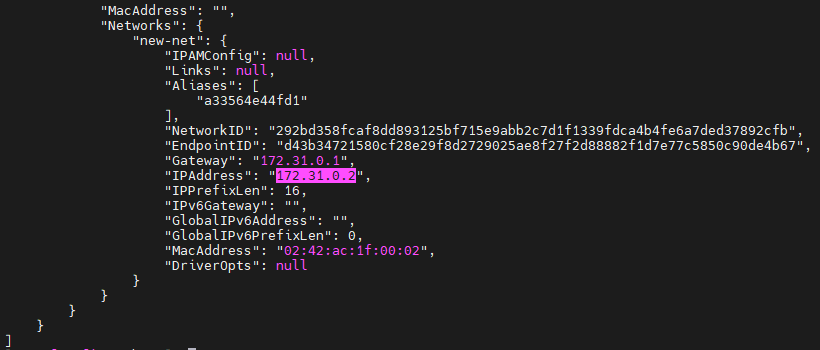 "MacAddress": "",
"Networks": {
"new-net": {
"IPAMConfig": null,
"Links": null,
"Aliases": [
"a33564e44fd1"
],
"NetworkID": "292bd358fcaf8dd893125bf715e9abb2c7d1f1339fdca4b4fe6a7ded37892cfb",
"EndpointID": "d43b34721580cf28e29f8d2729025ae8f27f2d88882f1d7e77c5850c90de4b67",
"Gateway": "172.31.0.1",
"IPAddress": "172.31.0.2",
"IPPrefixLen": 16,
"IPv6Gateway": "",
"GlobalIPv6Address": "",
"GlobalIPv6PrefixLen": 0,
"MacAddress": "02:42:ac:1f:00:02",
"DriverOpts": null
}
}
}
}
]